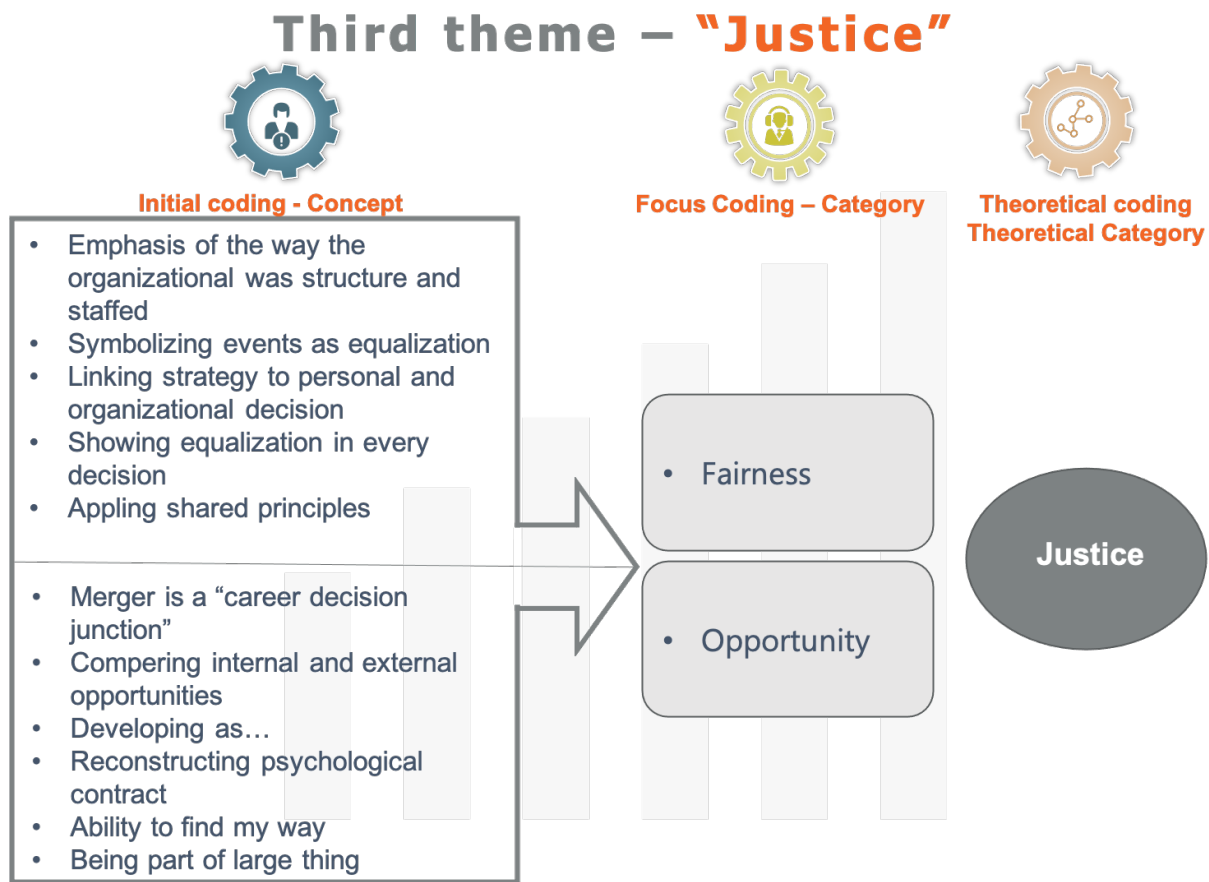 Third theme – “Justice”
Initial coding - Concept
• Emphasis of the way the
organizational was structure and
staffed
• Symbolizing events as equalization
• Linking strategy to personal and
organizational decision
• Showing equalization in every
decision
• Appling shared principles
• Merger is a “career decision
junction”
• Compering internal and external
opportunities
• Developing as…
• Reconstructing psychological
contract
• Ability to find my way
• Being part of large thing
Focus Coding – Category
• Fairness
• Opportunity
Theoretical coding
Theoretical Category
Justice